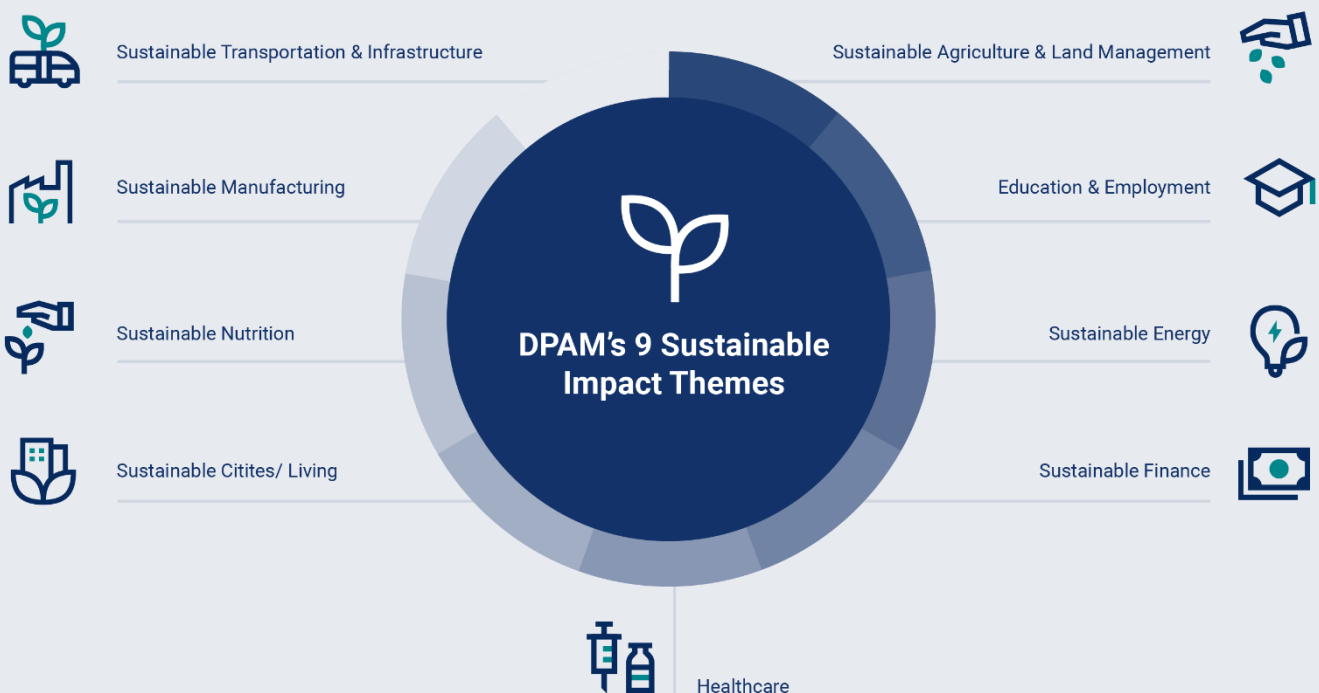 Sustainable Transportation & Infrastructure
Sustainable Agriculture & Land Management
Sustainable Manufacturing
Education & Employment
Sustainable Nutrition
Sustainable Energy
DPAM’s 9 Sustainable
Impact Themes
Sustainable Citites/ Living
Sustainable Finance
Healthcare